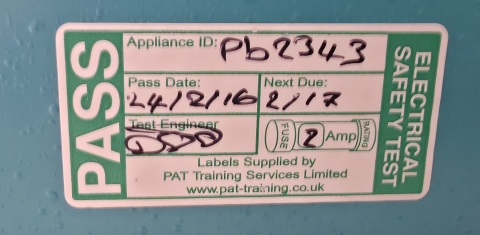 PASS
Appliance ID: Pb2343
Pass Date: Next Due:
24/2/16 2/17
Test Engineer
FUSE 2 Amp RATING
Labels Supplied by
PAT Training Services Limited
www.pat-training.co.uk
ELECTRICAL
SAFETY TEST